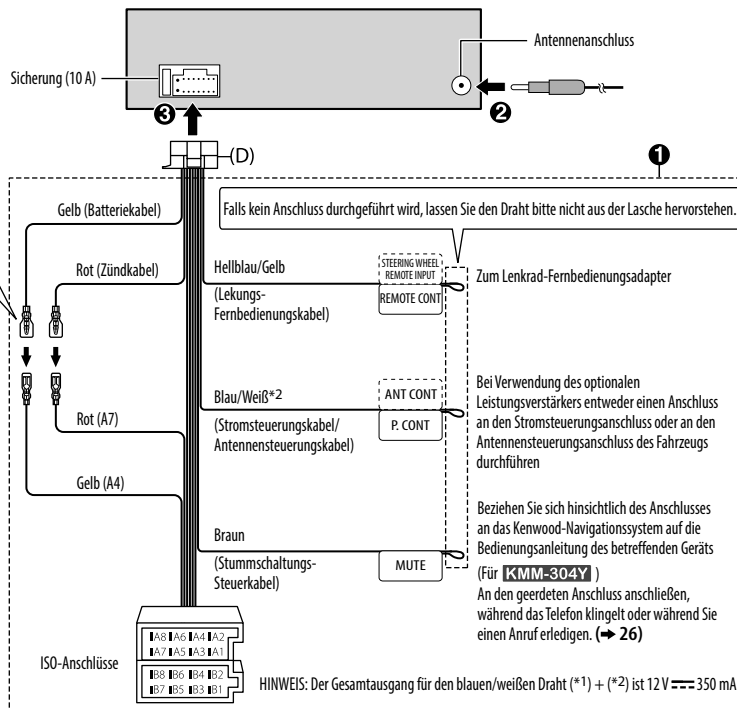 Antennenanschluss
Sicherung (10 A)
❸
❷
(D)
❶
Gelb (Batteriekabel)
Falls kein Anschluss durchgeführt wird, lassen Sie den Draht bitte nicht aus der Lasche hervorstehen.
Rot (Zündkabel)
Hellblau/Gelb
(Lekungs-
Fernbedienungskabel)
STEERING WHEEL
REMOTE INPUT
REMOTE CONT
Zum Lenkrad-Fernbedienungsadapter
Blau/Weiß*2
(Stromsteuerungskabel/
Antennensteuerungskabel)
ANT CONT
P. CONT
Bei Verwendung des optionalen
Leistungsverstärkers entweder einen Anschluss
an den Stromsteuerungsanschluss oder an den
Antennensteuerungsanschluss des Fahrzeugs
durchführen
Rot (A7)
Gelb (A4)
Braun
(Stummschaltungs-
Steuerkabel)
MUTE
Beziehen Sie sich hinsichtlich des Anschlusses
an das Kenwood-Navigationssystem auf die
Bedienungsanleitung des betreffenden Geräts
(Für KMM-304Y )
An den geerdeten Anschluss anschließen,
während das Telefon klingelt oder während Sie
einen Anruf erledigen. (➜ 26)
ISO-Anschlüsse
A8 A6 A4 A2
A7 A5 A3 A1
B8 B6 B4 B2
B7 B5 B3 B1
HINWEIS: Der Gesamtausgang für den blauen/weißen Draht (*1) + (*2) ist 12 V ⎓ 350 mA